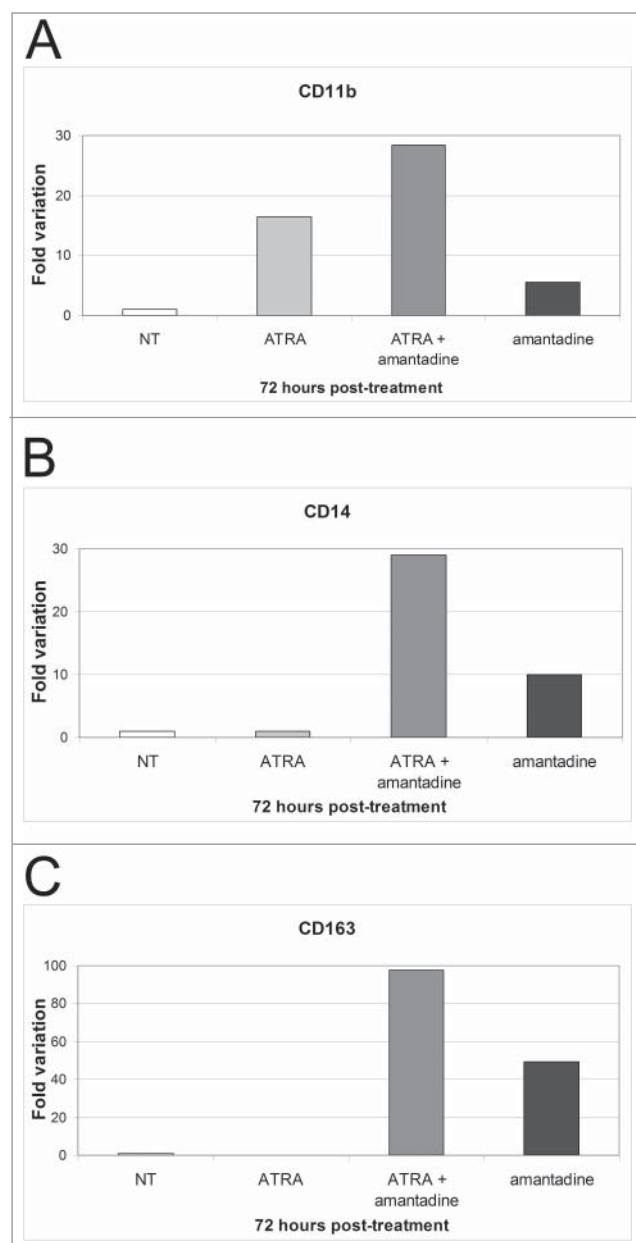 A
CD11b
30
20
10
0
Fold variation
NT ATRA ATRA + amantadine
amantadine
72 hours post-treatment
B
CD14
30
20
10
0
Fold variation
NT ATRA ATRA + amantadine
amantadine
72 hours post-treatment
C
CD163
100
80
60
40
20
0
Fold variation
NT ATRA ATRA + amantadine
amantadine
72 hours post-treatment